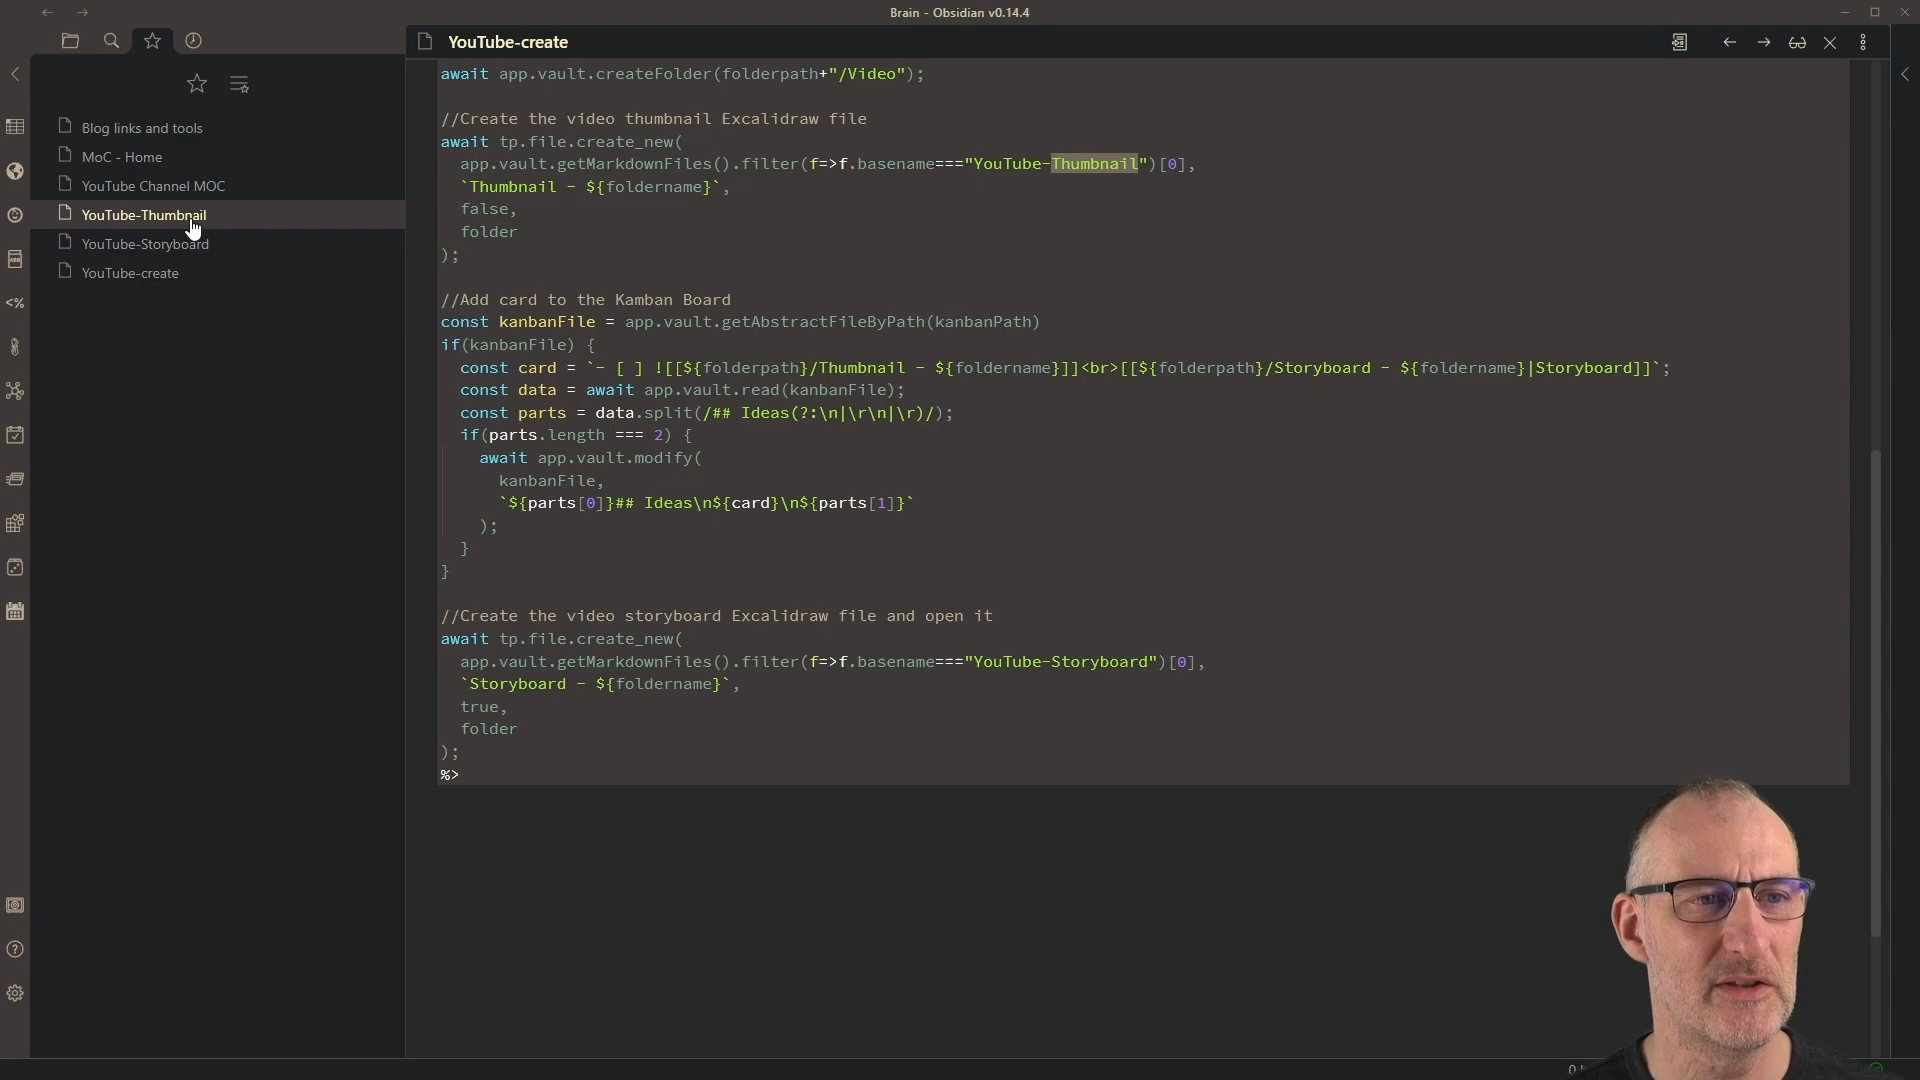 Brain - Obsidian v0.14.4
YouTube-create
Blog links and tools
MoC - Home
YouTube Channel MOC
YouTube-Thumbnail
YouTube-Storyboard
YouTube-create
await app.vault.createFolder(folderpath+"/Video");
//Create the video thumbnail Excalidraw file
await tp.file.create_new(
app.vault.getMarkdownFiles().filter(f=>f.basename==="YouTube-Thumbnail")[0],
`Thumbnail - ${foldername}`,
false,
folder
);
//Add card to the Kamban Board
const kanbanFile = app.vault.getAbstractFileByPath(kanbanPath)
if(kanbanFile) {
const card = `- [ ] ![[${folderpath}/Thumbnail - ${foldername}]]<br>[[${folderpath}/Storyboard - ${foldername}|Storyboard]]`;
const data = await app.vault.read(kanbanFile);
const parts = data.split(/## Ideas(?:\n|\r\n|\r)/);
if(parts.length === 2) {
await app.vault.modify(
kanbanFile,
`${parts[0]}## Ideas\n${card}\n${parts[1]}`
);
}
}
//Create the video storyboard Excalidraw file and open it
await tp.file.create_new(
app.vault.getMarkdownFiles().filter(f=>f.basename==="YouTube-Storyboard")[0],
`Storyboard - ${foldername}`,
true,
folder
);
%>